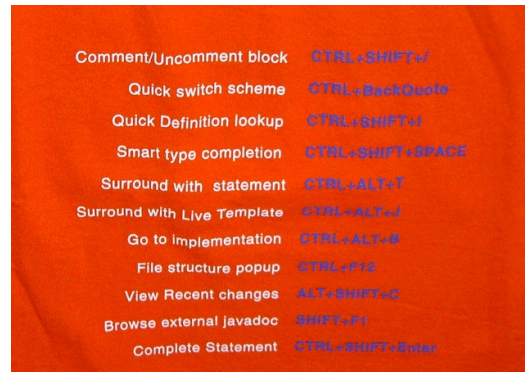 Comment/Uncomment block CTRL+SHIFT+/
Quick switch scheme CTRL+BackQuote
Quick Definition lookup CTRL+SHIFT+I
Smart type completion CTRL+SHIFT+SPACE
Surround with statement CTRL+ALT+T
Surround with Live Template CTRL+ALT+J
Go to implementation CTRL+ALT+B
File structure popup CTRL+F12
View Recent changes ALT+SHIFT+C
Browse external javadoc SHIFT+F1
Complete Statement CTRL+SHIFT+Enter